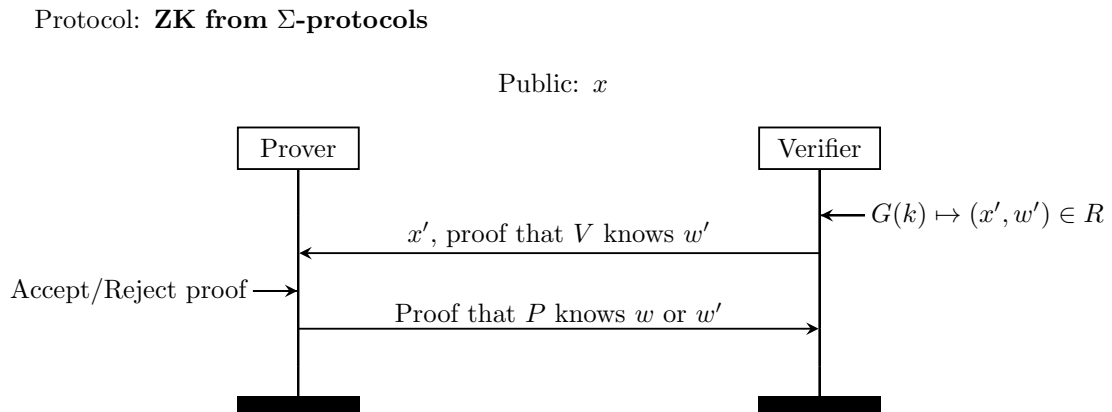 Protocol: ZK from Σ-protocols
Public: x
Prover
Verifier
G(k) ↦ (x′, w′) ∈ R
x′, proof that V knows w′
Accept/Reject proof
Proof that P knows w or w′